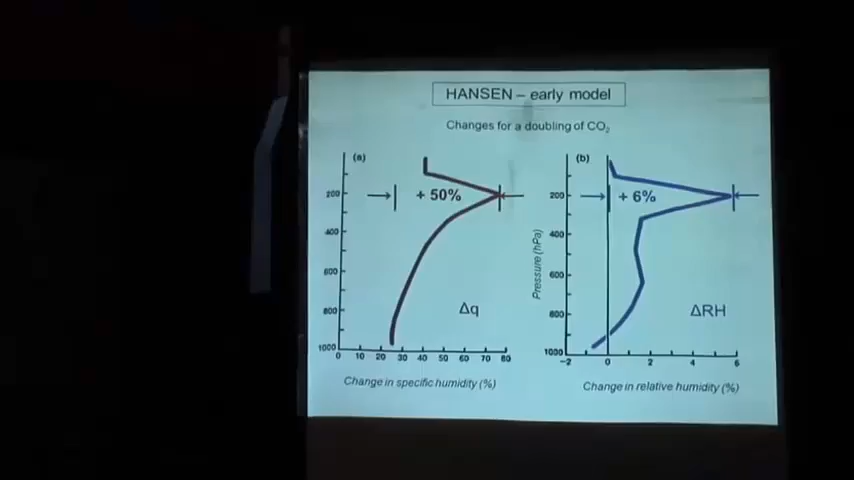 HANSEN – early model
Changes for a doubling of CO₂
(a)
200
400
600
800
1000
+ 50%
Δq
0 10 20 30 40 50 60 70 80
Change in specific humidity (%)
(b)
Pressure (hPa)
200
400
600
800
1000
+ 6%
ΔRH
−2 0 2 4 6
Change in relative humidity (%)